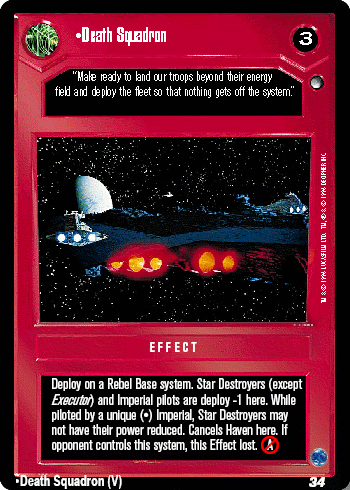 •Death Squadron
3
"Make ready to land our troops beyond their energy
field and deploy the fleet so that nothing gets off the system."
EFFECT
Deploy on a Rebel Base system. Star Destroyers (except
Executor) and Imperial pilots are deploy -1 here. While
piloted by a unique (•) Imperial, Star Destroyers may
not have their power reduced. Cancels Haven here. If
opponent controls this system, this Effect lost. A
•Death Squadron (V)
34